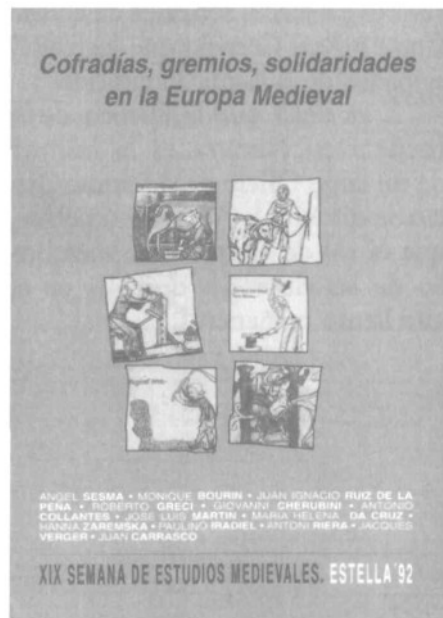 Cofradías, gremios, solidaridades
en la Europa Medieval
ANGEL SESMA • MONIQUE BOURIN • JUAN IGNACIO RUIZ DE LA
PEÑA • ROBERTO GRECI • GIOVANNI CHERUBINI • ANTONIO
COLLANTES • JOSE LUIS MARTIN • MARIA HELENA DA CRUZ •
HANNA ZAREMSKA • PAULINO IRADIEL • ANTONI RIERA • JACQUES
VERGER • JUAN CARRASCO
XIX SEMANA DE ESTUDIOS MEDIEVALES. ESTELLA'92